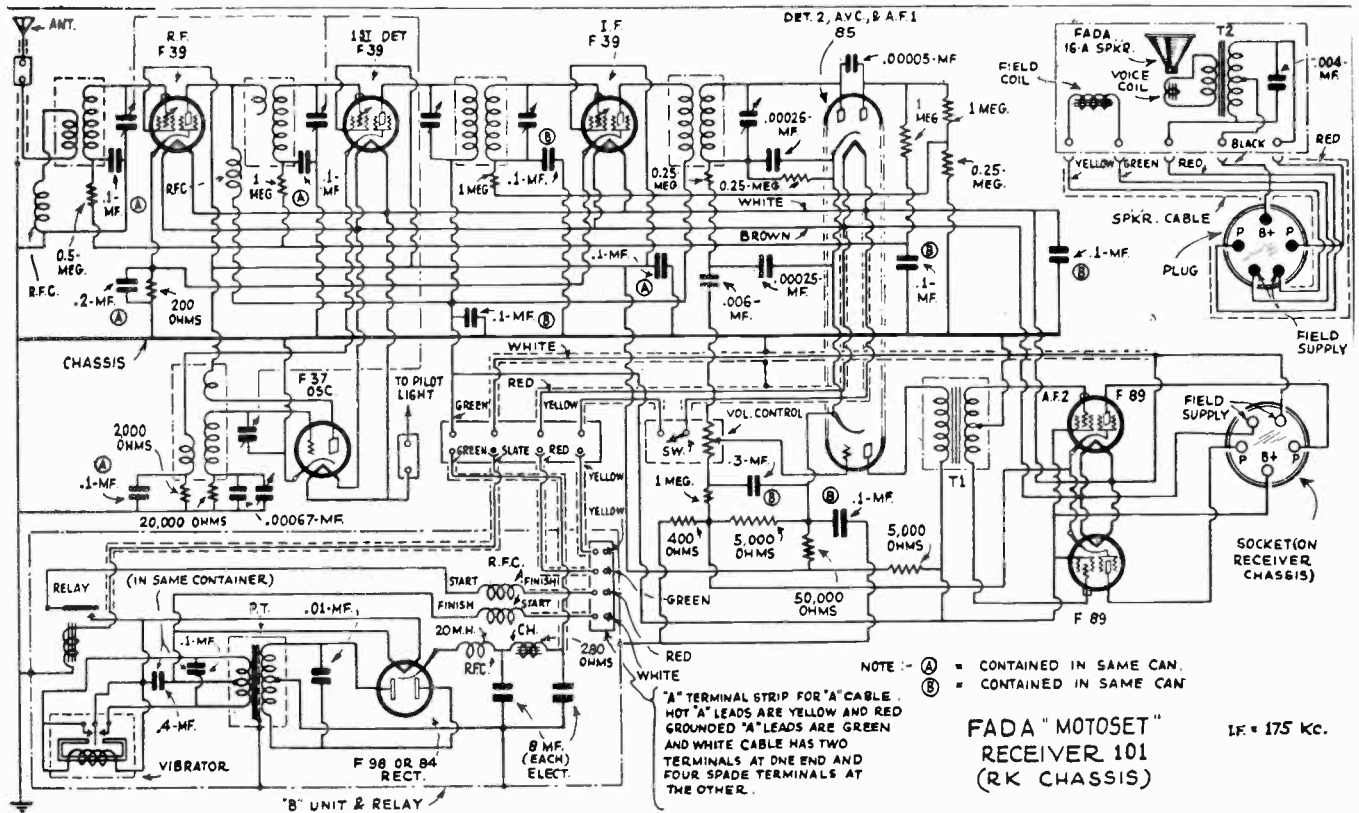 ANT.
R.F.
F 39
1ST DET
F 39
I.F.
F 39
DET. 2, A.V.C., & A.F.1
85
.00005-MF
FADA
16-A SPKR.
FIELD
COIL
VOICE
COIL
T2
.004-
MF.
YELLOW
GREEN
RED
BLACK
RED
SPKR. CABLE
P
B+
P
PLUG
FIELD
SUPPLY
.1-
MF.
A
0.5-
MEG.
R.F.C.
.2-MF.
A
200
OHMS
RFC
1
MEG
A
.1-
MF
1 MEG
B
.1-MF.
0.25-
MEG
.00025-
MF.
0.25-MEG
WHITE
BROWN
1
MEG
1 MEG.
0.25-
MEG.
.1-MF.
A
.006-
MF.
.00025-
MF.
B
.1-
MF
.1-MF.
B
.1-MF.
B
CHASSIS
WHITE
RED
F 37
OSC
TO PILOT
LIGHT
GREEN
YELLOW
GREEN
SLATE
RED
YELLOW
YELLOW
SW.
VOL. CONTROL
.3-MF.
B
1 MEG.
B
.1-MF.
400
OHMS
5,000
OHMS
50,000
OHMS
5,000
OHMS
T1
A.F.2
F 89
F 89
FIELD
SUPPLY
P
B+
P
SOCKET (ON
RECEIVER
CHASSIS)
2000
OHMS
A
.1-MF.
20,000 OHMS
.00067-MF.
RELAY
(IN SAME CONTAINER)
P.T.
.01-MF.
.1-MF.
.4-MF.
VIBRATOR
R.F.C.
START
FINISH
FINISH
START
20 M.H.
R.F.C.
CH.
280
OHMS
GREEN
RED
WHITE
F 98 OR 84
RECT.
8 MF.
(EACH)
ELECT.
"B" UNIT & RELAY
"A" TERMINAL STRIP FOR "A" CABLE.
HOT "A" LEADS ARE YELLOW AND RED
GROUNDED "A" LEADS ARE GREEN
AND WHITE CABLE HAS TWO
TERMINALS AT ONE END AND
FOUR SPADE TERMINALS AT
THE OTHER.
NOTE :- A = CONTAINED IN SAME CAN.
B = CONTAINED IN SAME CAN
FADA "MOTOSET"
RECEIVER 101
(RK CHASSIS)
I.F. = 175 KC.